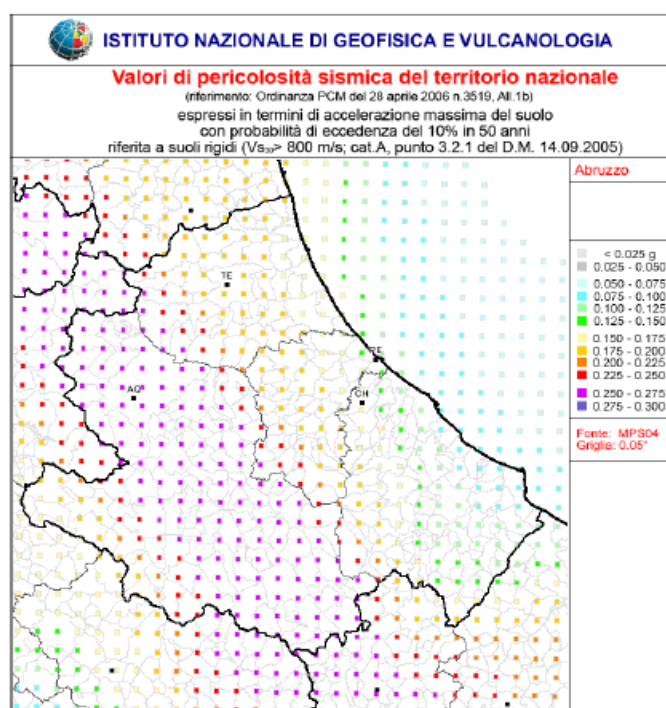 ISTITUTO NAZIONALE DI GEOFISICA E VULCANOLOGIA
Valori di pericolosità sismica del territorio nazionale
(riferimento: Ordinanza PCM del 28 aprile 2006 n.3519, All.1b)
espressi in termini di accelerazione massima del suolo
con probabilità di eccedenza del 10% in 50 anni
riferita a suoli rigidi (Vs₃₀> 800 m/s; cat.A, punto 3.2.1 del D.M. 14.09.2005)
Abruzzo
< 0.025 g
0.025 - 0.050
0.050 - 0.075
0.075 - 0.100
0.100 - 0.125
0.125 - 0.150
0.150 - 0.175
0.175 - 0.200
0.200 - 0.225
0.225 - 0.250
0.250 - 0.275
0.275 - 0.300
Fonte: MPS04
Griglia: 0.05°
TE
PE
AQ
CH